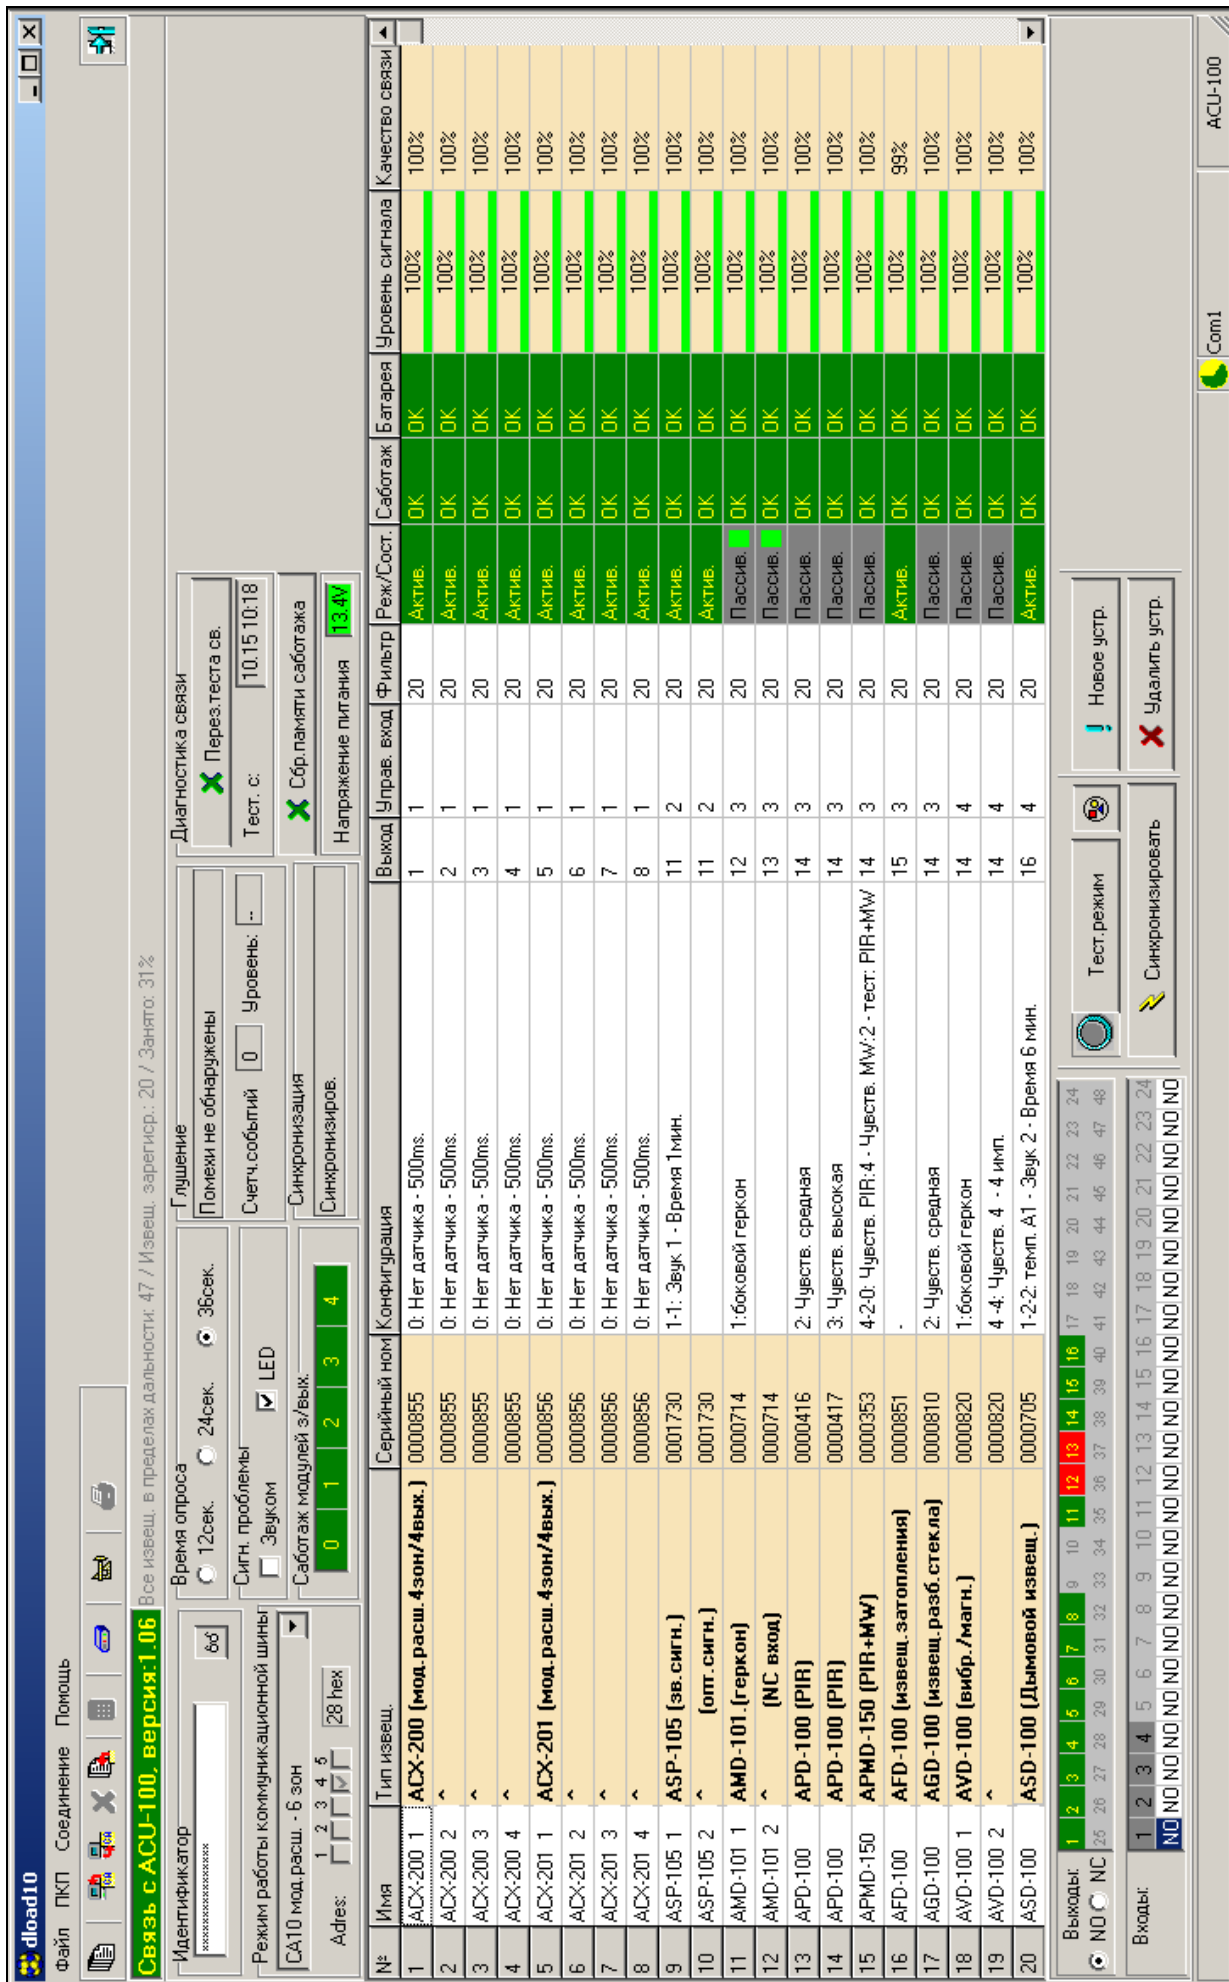 dload10
Файл ПКП Соединение Помощь
Связь с ACU-100, версия:1.06 Все извещ. в пределах дальности: 47 / Извещ. зарегистр.: 20 / Занято: 31%
Идентификатор
××××××××××××××××
Режим работы коммуникационной шины
CA10 мод.расш. - 6 зон
1 2 3 4 5
Adres: 28 hex
Время опроса
12сек. 24сек. 36сек.
Сигн. проблемы
Звуком LED
Саботаж модулей з/вых.
0 1 2 3 4
Глушение
Помехи не обнаружены
Счетч.событий 0 Уровень: --
Синхронизация
Синхронизиров.
Диагностика связи
Перез.теста св.
Тест. с: 10.15 10:18
Сбр.памяти саботажа
Напряжение питания 13.4V
№ Имя Тип извещ. Серийный ном Конфигурация Выход Управ. вход Фильтр Реж/Сост. Саботаж Батарея Уровень сигнала Качество связи
1 ACX-200 1 ACX-200 (мод.расш.4зон/4вых.) 0000855 0: Нет датчика - 500ms. 1 1 20 Актив. OK OK 100% 100%
2 ACX-200 2 ^ 0000855 0: Нет датчика - 500ms. 2 1 20 Актив. OK OK 100% 100%
3 ACX-200 3 ^ 0000855 0: Нет датчика - 500ms. 3 1 20 Актив. OK OK 100% 100%
4 ACX-200 4 ^ 0000855 0: Нет датчика - 500ms. 4 1 20 Актив. OK OK 100% 100%
5 ACX-201 1 ACX-201 (мод.расш.4зон/4вых.) 0000856 0: Нет датчика - 500ms. 5 1 20 Актив. OK OK 100% 100%
6 ACX-201 2 ^ 0000856 0: Нет датчика - 500ms. 6 1 20 Актив. OK OK 100% 100%
7 ACX-201 3 ^ 0000856 0: Нет датчика - 500ms. 7 1 20 Актив. OK OK 100% 100%
8 ACX-201 4 ^ 0000856 0: Нет датчика - 500ms. 8 1 20 Актив. OK OK 100% 100%
9 ASP-105 1 ASP-105 (зв.сигн.) 0001730 1-1: Звук 1 - Время 1мин. 11 2 20 Актив. OK OK 100% 100%
10 ASP-105 2 ^ (опт.сигн.) 0001730 11 2 20 Актив. OK OK 100% 100%
11 AMD-101 1 AMD-101.(геркон) 0000714 1:боковой геркон 12 3 20 Пассив. OK OK 100% 100%
12 AMD-101 2 ^ (NC вход) 0000714 13 3 20 Пассив. OK OK 100% 100%
13 APD-100 APD-100 (PIR) 0000416 2: Чувств. средняя 14 3 20 Пассив. OK OK 100% 100%
14 APD-100 APD-100 (PIR) 0000417 3: Чувств. высокая 14 3 20 Пассив. OK OK 100% 100%
15 APMD-150 APMD-150 (PIR+MW) 0000353 4-2-0: Чувств. PIR:4 - Чувств. MW:2 - тест: PIR+MW 14 3 20 Пассив. OK OK 100% 100%
16 AFD-100 AFD-100 (извещ.затопления) 0000851 - 15 3 20 Актив. OK OK 100% 99%
17 AGD-100 AGD-100 (извещ.разб.стекла) 0000810 2: Чувств. средняя 14 3 20 Пассив. OK OK 100% 100%
18 AVD-100 1 AVD-100 (вибр./магн.) 0000820 1:боковой геркон 14 4 20 Пассив. OK OK 100% 100%
19 AVD-100 2 ^ 0000820 4 -4: Чувств. 4 - 4 имп. 14 4 20 Пассив. OK OK 100% 100%
20 ASD-100 ASD-100 (Дымовой извещ.) 0000705 1-2-2: темп. A1 - Звук 2 - Время 6 мин. 16 4 20 Актив. OK OK 100% 100%
Выходы: 1 2 3 4 5 6 7 8 9 10 11 12 13 14 15 16 17 18 19 20 21 22 23 24
NO NC 25 26 27 28 29 30 31 32 33 34 35 36 37 38 39 40 41 42 43 44 45 46 47 48
Входы: 1 2 3 4 5 6 7 8 9 10 11 12 13 14 15 16 17 18 19 20 21 22 23 24
NO NO NO NO NO NO NO NO NO NO NO NO NO NO NO NO NO NO NO NO NO NO NO NO
Тест.режим
Новое устр.
Синхронизировать
Удалить устр.
Com1 ACU-100